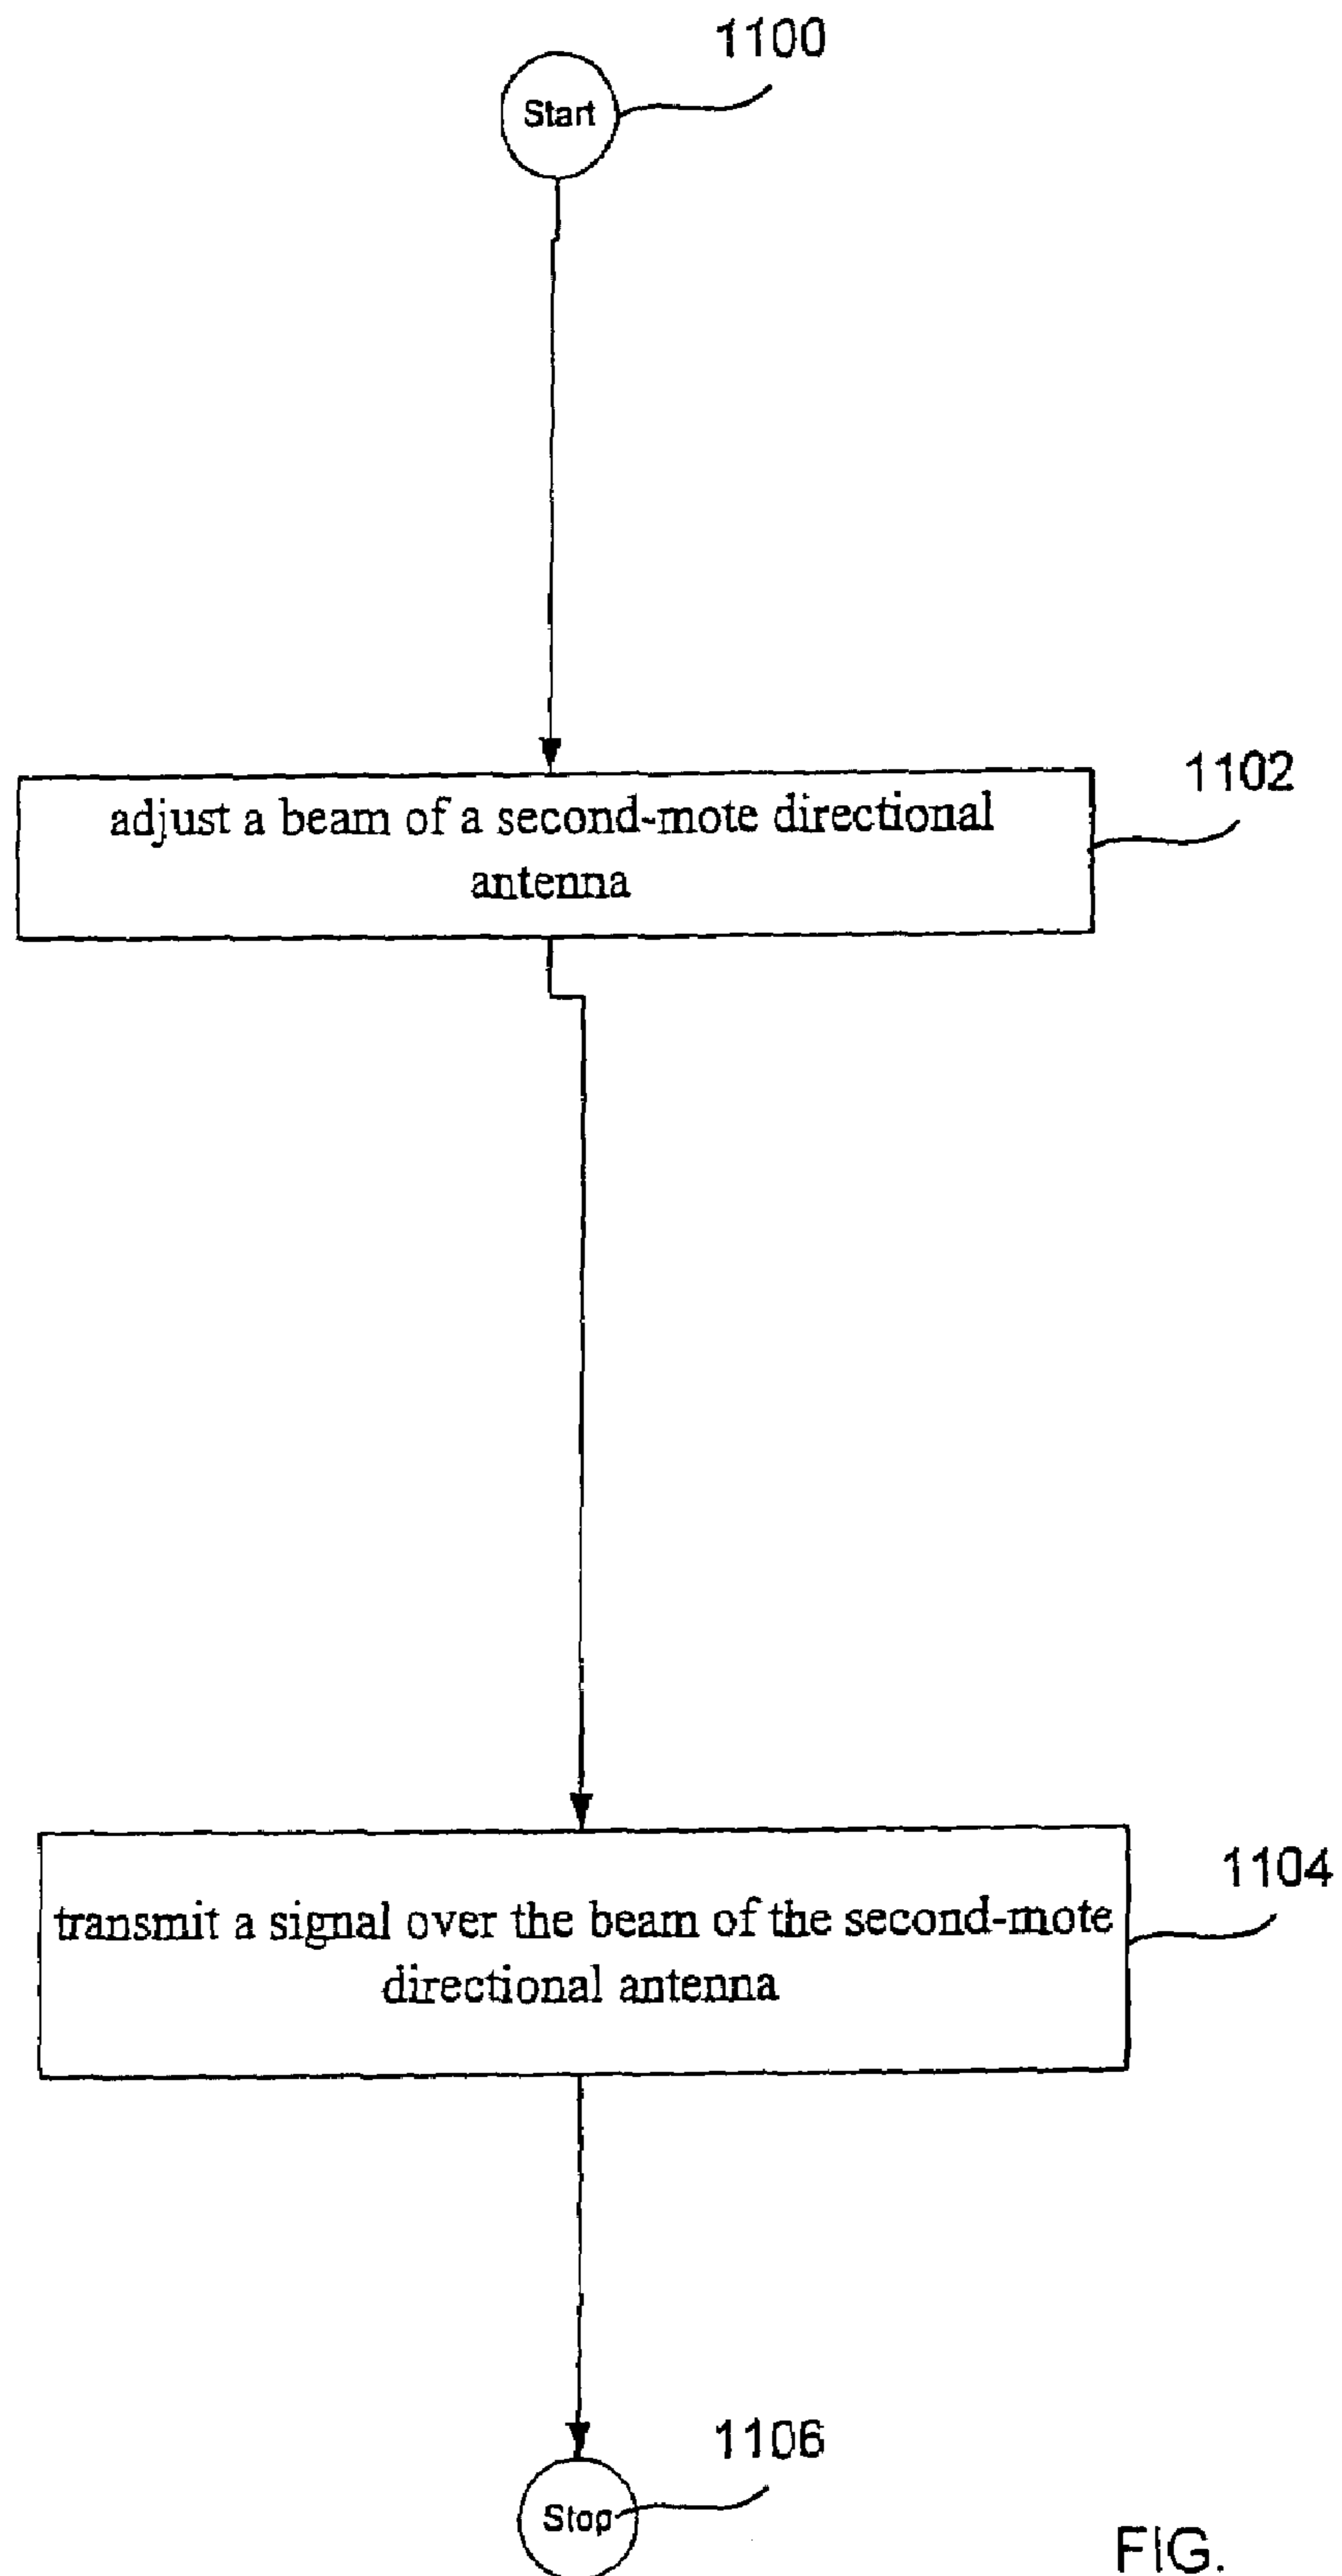 1100
Start
1102
adjust a beam of a second-mote directional
antenna
1104
transmit a signal over the beam of the second-mote
directional antenna
1106
Stop
FIG.